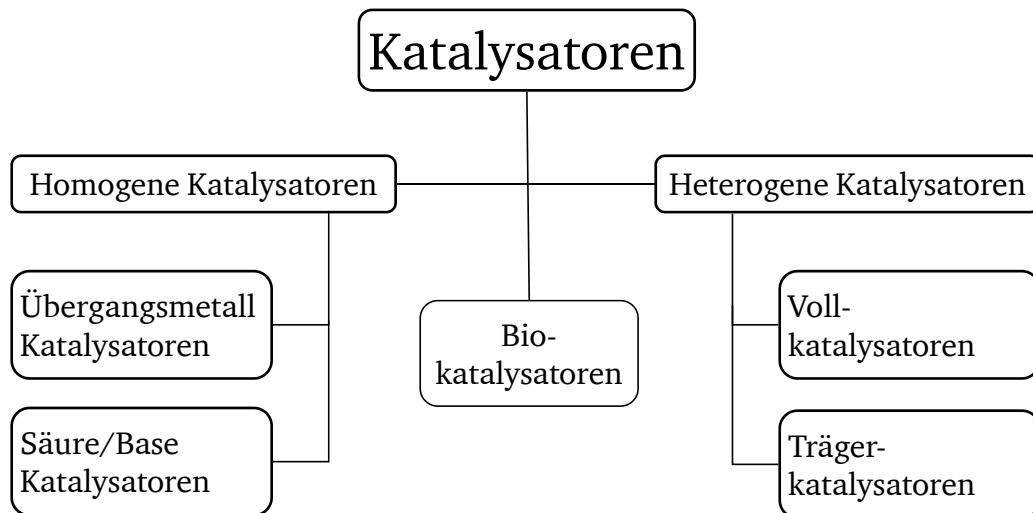 Katalysatoren
Homogene Katalysatoren
Heterogene Katalysatoren
Übergangsmetall
Katalysatoren
Bio-
katalysatoren
Voll-
katalysatoren
Säure/Base
Katalysatoren
Träger-
katalysatoren